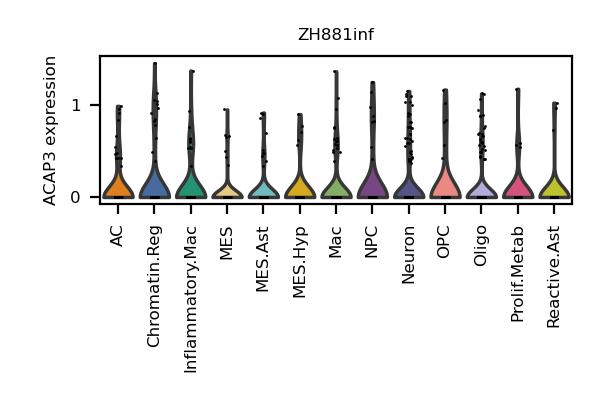 ZH881inf
ACAP3 expression
1
0
AC
Chromatin.Reg
Inflammatory.Mac
MES
MES.Ast
MES.Hyp
Mac
NPC
Neuron
OPC
Oligo
Prolif.Metab
Reactive.Ast